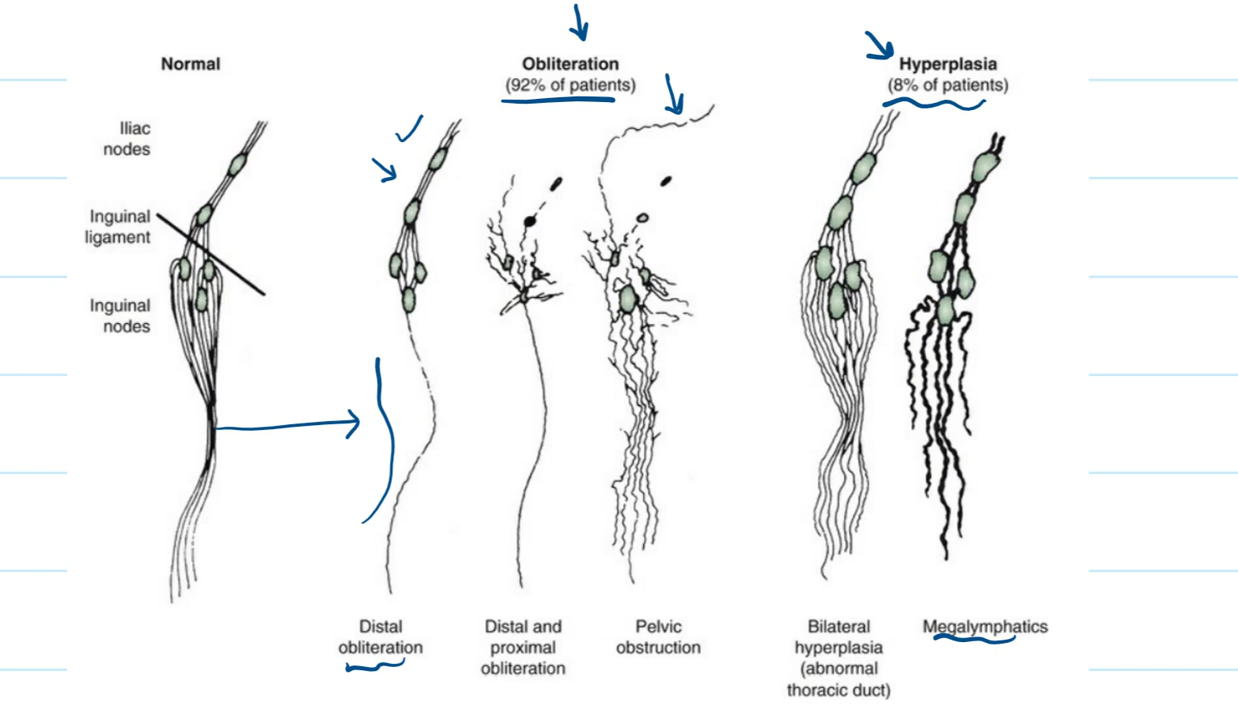 Normal
Obliteration
(92% of patients)
Hyperplasia
(8% of patients)
Iliac
nodes
Inguinal
ligament
Inguinal
nodes
Distal
obliteration
Distal and
proximal
obliteration
Pelvic
obstruction
Bilateral
hyperplasia
(abnormal
thoracic duct)
Megalymphatics